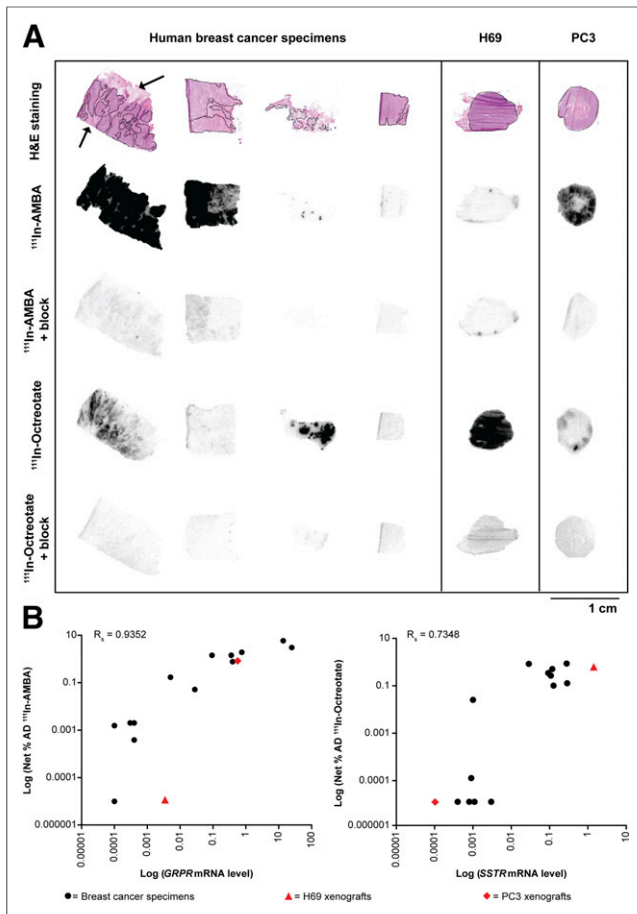 A
Human breast cancer specimens
H69
PC3
H&E staining
¹¹¹In-AMBA
¹¹¹In-AMBA
+ block
¹¹¹In-Octreotate
¹¹¹In-Octreotate
+ block
1 cm
B
Rₛ = 0.9352
Log (Net % AD ¹¹¹In-AMBA)
10
0.1
0.001
0.0001
0.000001
0.00001
0.0001
0.001
0.01
0.1
1
10
100
Log (GRPR mRNA level)
Rₛ = 0.7348
Log (Net % AD ¹¹¹In-Octreotate)
10
0.1
0.001
0.0001
0.000001
0.00001
0.0001
0.001
0.01
0.1
1
10
Log (SSTR mRNA level)
= Breast cancer specimens
= H69 xenografts
= PC3 xenografts